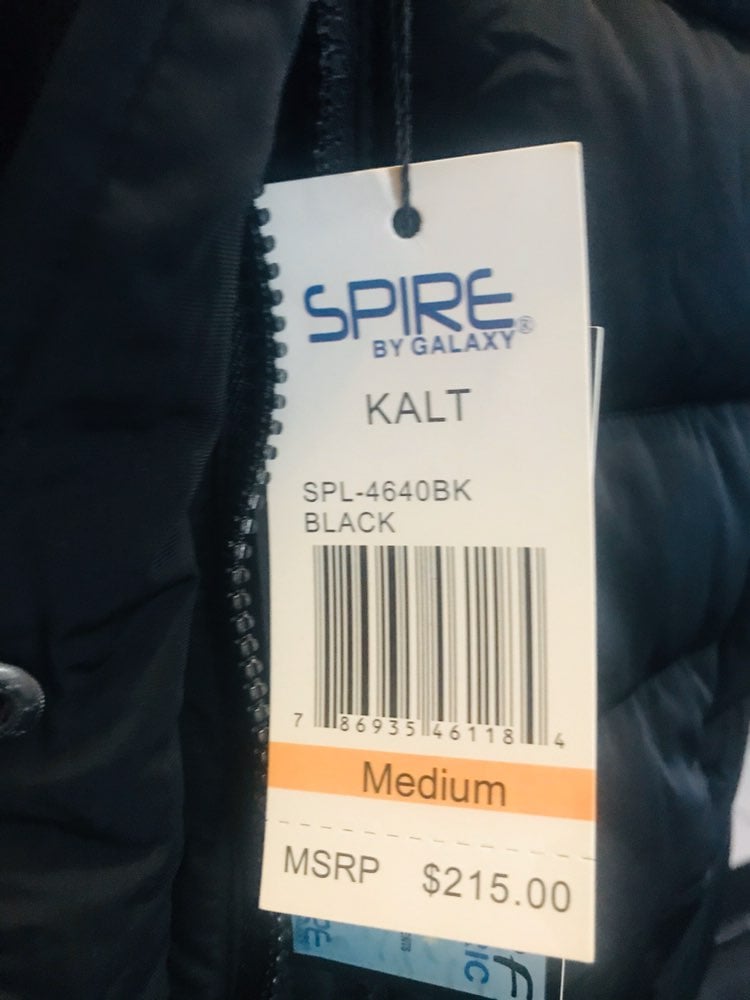 SPIRE®
BY GALAXY
KALT
SPL-4640BK
BLACK
7 86935 46118 4
Medium
MSRP $215.00